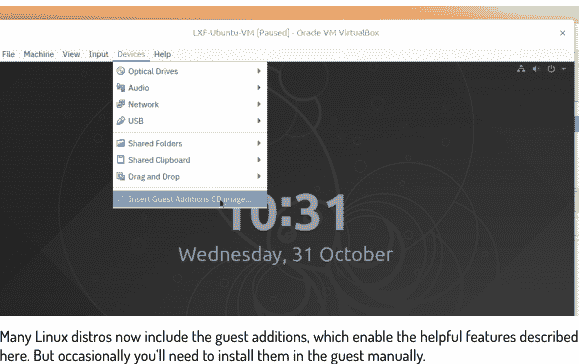 LXF-Ubuntu-VM [Paused] - Oracle VM VirtualBox
File Machine View Input Devices Help
Optical Drives
Audio
Network
USB
Shared Folders
Shared Clipboard
Drag and Drop
Insert Guest Additions CD image...
10:31
Wednesday, 31 October
Many Linux distros now include the guest additions, which enable the helpful features described
here. But occasionally you'll need to install them in the guest manually.